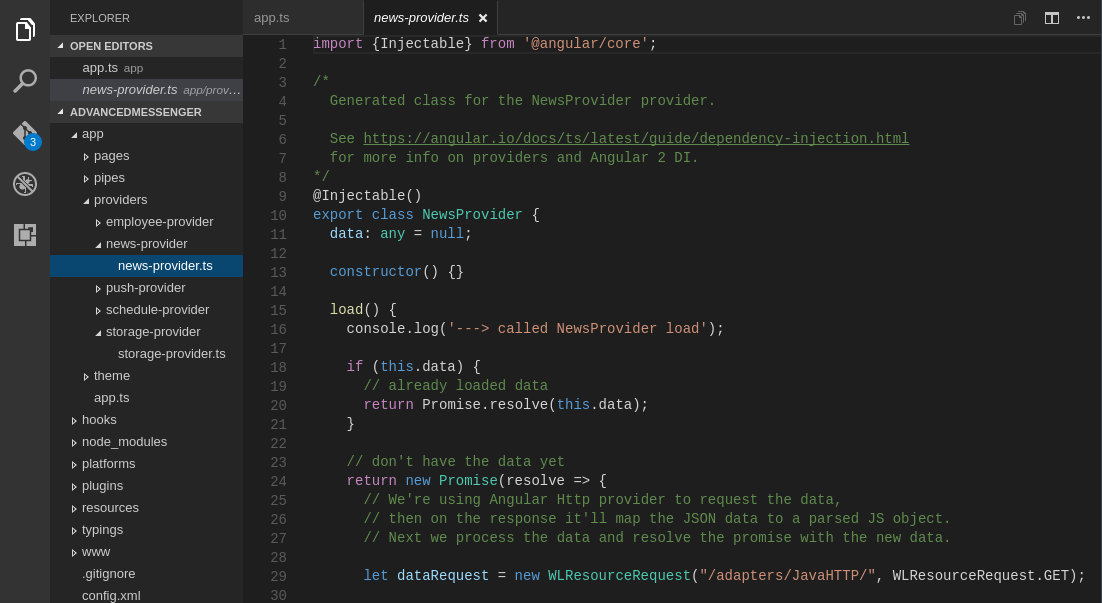 EXPLORER
OPEN EDITORS
app.ts app
news-provider.ts app/prov…
ADVANCEDMESSENGER
app
pages
pipes
providers
employee-provider
news-provider
news-provider.ts
push-provider
schedule-provider
storage-provider
storage-provider.ts
theme
app.ts
hooks
node_modules
platforms
plugins
resources
typings
www
.gitignore
config.xml
3
app.ts news-provider.ts
1 import {Injectable} from '@angular/core';
2
3 /*
4   Generated class for the NewsProvider provider.
5
6   See https://angular.io/docs/ts/latest/guide/dependency-injection.html
7   for more info on providers and Angular 2 DI.
8 */
9 @Injectable()
10 export class NewsProvider {
11   data: any = null;
12
13   constructor() {}
14
15   load() {
16     console.log('---> called NewsProvider load');
17
18     if (this.data) {
19       // already loaded data
20       return Promise.resolve(this.data);
21     }
22
23     // don't have the data yet
24     return new Promise(resolve => {
25       // We're using Angular Http provider to request the data,
26       // then on the response it'll map the JSON data to a parsed JS object.
27       // Next we process the data and resolve the promise with the new data.
28
29       let dataRequest = new WLResourceRequest("/adapters/JavaHTTP/", WLResourceRequest.GET);
30